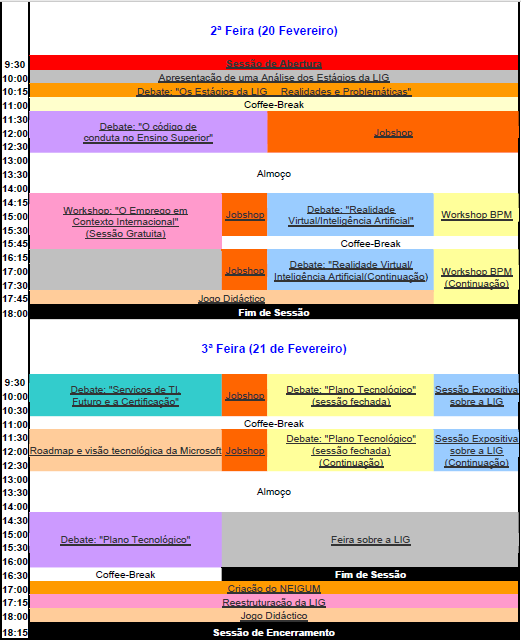 2ª Feira (20 Fevereiro)
9:30 Sessão de Abertura
10:00 Apresentação de uma Análise dos Estágios da LIG
10:15 Debate: "Os Estágios da LIG Realidades e Problemáticas"
11:00 Coffee-Break
11:30
12:00
12:30
Debate: "O código de
conduta no Ensino Superior"
Jobshop
13:00
13:30 Almoço
14:00
14:15
15:00
15:30
Workshop: "O Emprego em
Contexto Internacional"
(Sessão Gratuita)
Jobshop
Debate: "Realidade
Virtual/Inteligência Artificial"
Workshop BPM
15:45 Coffee-Break
16:15
17:00
17:30
Jobshop
Debate: "Realidade Virtual/
Inteligência Artificial(Continuação)
Workshop BPM
(Continuação)
17:45 Jogo Didáctico
18:00 Fim de Sessão
3ª Feira (21 de Fevereiro)
9:30
10:00
10:30
Debate: "Serviços de TI,
Futuro e a Certificação"
Jobshop
Debate: "Plano Tecnológico"
(sessão fechada)
Sessão Expositiva
sobre a LIG
11:00 Coffee-Break
11:30
12:00
12:30
Roadmap e visão tecnológica da Microsoft
Jobshop
Debate: "Plano Tecnológico"
(sessão fechada)
(Continuação)
Sessão Expositiva
sobre a LIG
(Continuação)
13:00
13:30 Almoço
14:00
14:30
15:00
15:30
16:00
Debate: "Plano Tecnológico"
Feira sobre a LIG
16:30 Coffee-Break Fim de Sessão
17:00 Criação do NEIGUM
17:15 Reestruturação da LIG
18:00 Jogo Didáctico
18:15 Sessão de Encerramento